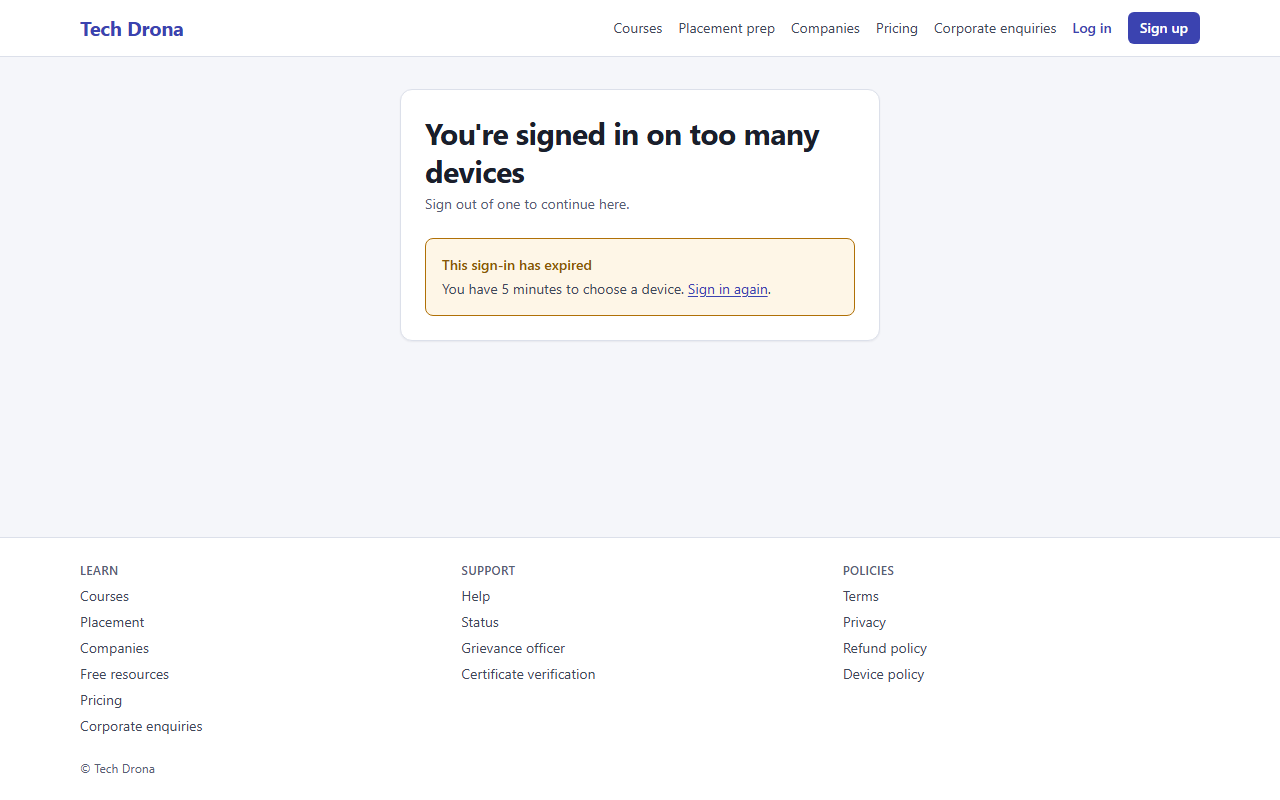 Tech Drona
Courses Placement prep Companies Pricing Corporate enquiries Log in Sign up
You're signed in on too many
devices
Sign out of one to continue here.
This sign-in has expired
You have 5 minutes to choose a device. Sign in again.
LEARN
Courses
Placement
Companies
Free resources
Pricing
Corporate enquiries
SUPPORT
Help
Status
Grievance officer
Certificate verification
POLICIES
Terms
Privacy
Refund policy
Device policy
© Tech Drona